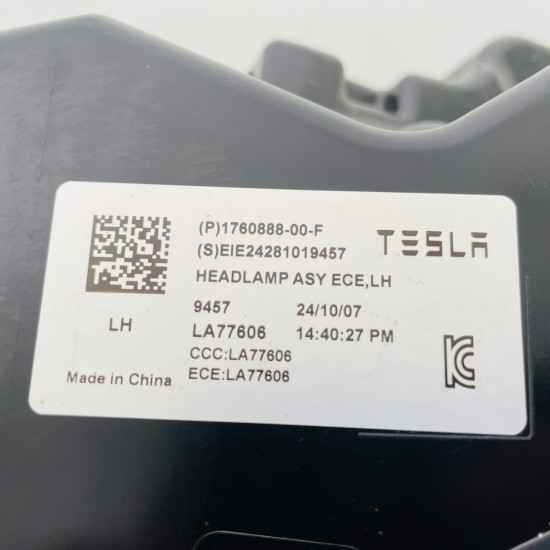 (P)1760888-00-F
(S)EIE24281019457
TESLA
HEADLAMP ASY ECE,LH
9457 24/10/07
LH LA77606 14:40:27 PM
CCC:LA77606
Made in China ECE:LA77606